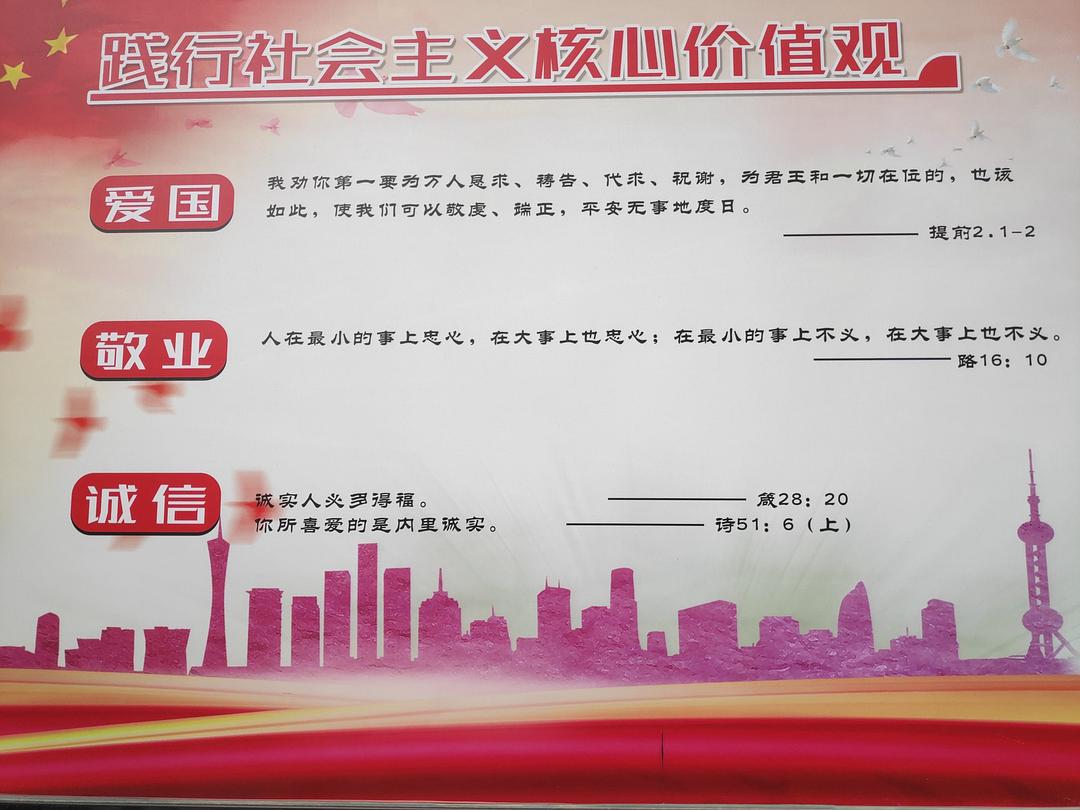 践行社会主义核心价值观
爱国
我劝你第一要为万人恳求、祷告、代求、祝谢，为君王和一切在位的，也该
如此，使我们可以敬虔、端正，平安无事地度日。
——提前2.1-2
敬业
人在最小的事上忠心，在大事上也忠心；在最小的事上不义，在大事上也不义。
——路16：10
诚信
诚实人必多得福。 ——箴28：20
你所喜爱的是内里诚实。 ——诗51：6（上）